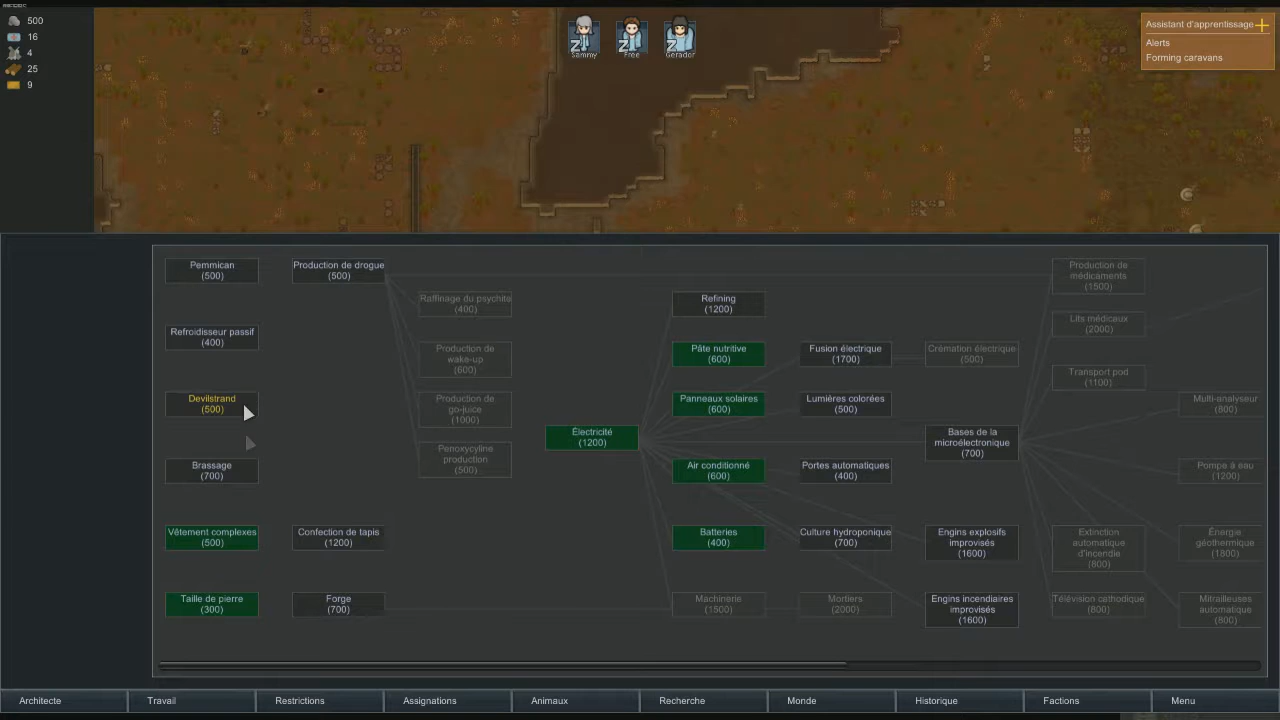 500
16
4
25
9
Sammy
Free
Gerador
Assistant d'apprentissage
Alerts
Forming caravans
Pemmican
(500)
Production de drogue
(500)
Raffinage du psychite
(400)
Refining
(1200)
Production de
médicaments
(1500)
Refroidisseur passif
(400)
Production de
wake-up
(600)
Pâte nutritive
(600)
Fusion électrique
(1700)
Crémation électrique
(500)
Lits médicaux
(2000)
Transport pod
(1100)
Devilstrand
(500)
Production de
go-juice
(1000)
Panneaux solaires
(600)
Lumières colorées
(500)
Multi-analyseur
(800)
Électricité
(1200)
Bases de la
microélectronique
(700)
Brassage
(700)
Penoxycyline
production
(500)
Air conditionné
(600)
Portes automatiques
(400)
Pompe à eau
(1200)
Vêtement complexes
(500)
Confection de tapis
(1200)
Batteries
(400)
Culture hydroponique
(700)
Engins explosifs
improvisés
(1600)
Extinction
automatique
d'incendie
(800)
Énergie
géothermique
(1800)
Taille de pierre
(300)
Forge
(700)
Machinerie
(1500)
Mortiers
(2000)
Engins incendiaires
improvisés
(1600)
Télévision cathodique
(800)
Mitrailleuses
automatique
(800)
Architecte
Travail
Restrictions
Assignations
Animaux
Recherche
Monde
Historique
Factions
Menu